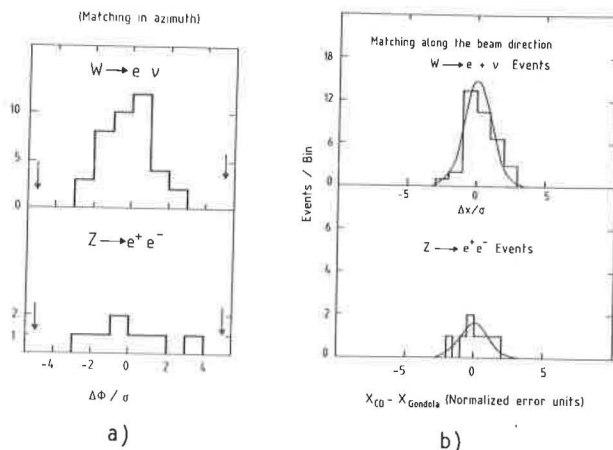 (Matching in azimuth)
W → e ν
10
5
0
Z → e⁺ e⁻
2
1
-4 -2 0 2 4
ΔΦ / σ
a)
Matching along the beam direction
W → e + ν Events
18
12
6
0
-5 0 5
Δx/σ
Events / Bin
Z → e⁺ e⁻ Events
6
4
2
0
-5 0 5
X_CD - X_Gondola (Normalized error units)
b)